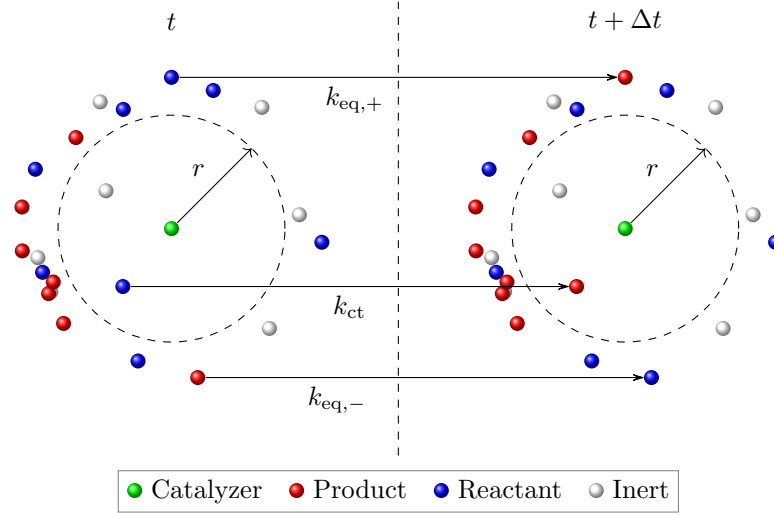 t t + Δt
k_eq,+
r r
k_ct
k_eq,−
Catalyzer Product Reactant Inert